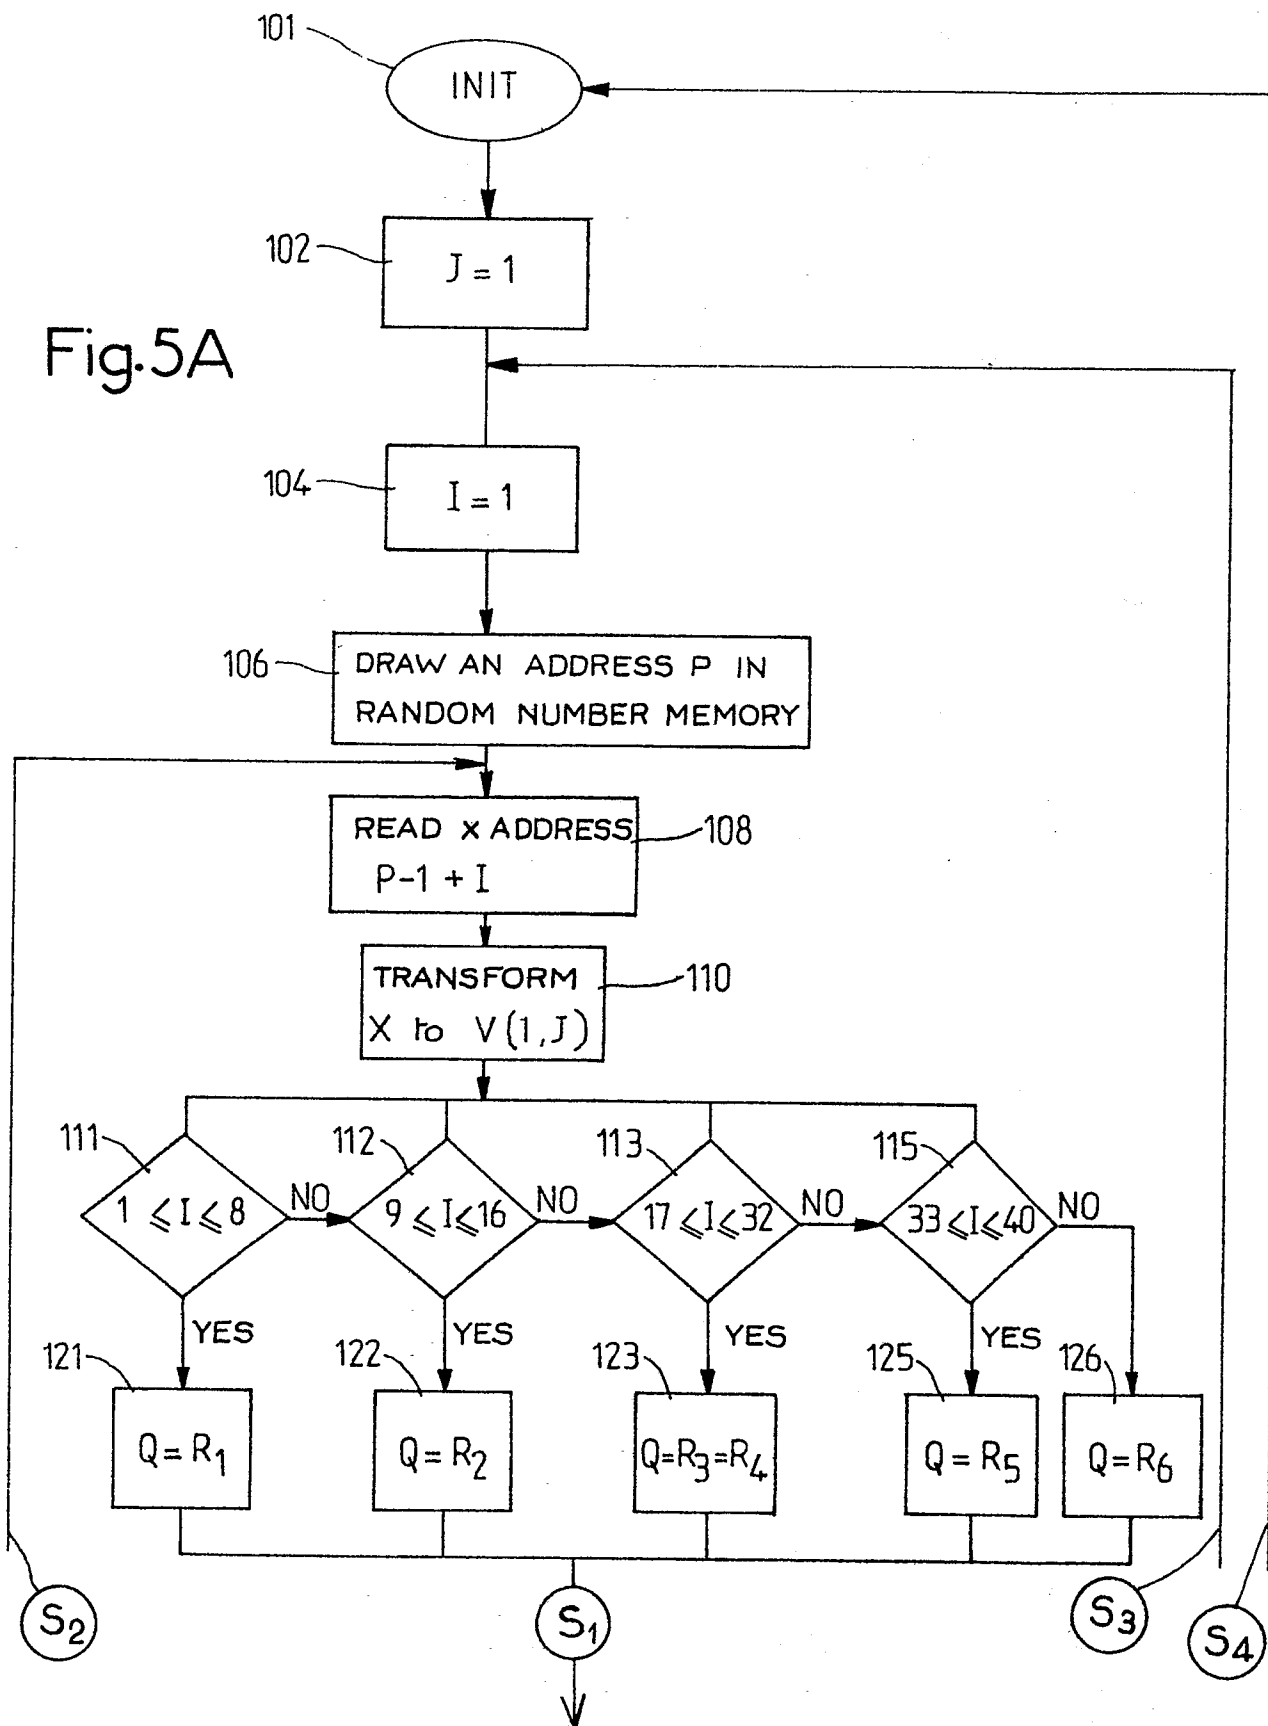 101
INIT
102
J = 1
Fig.5A
104
I = 1
106
DRAW AN ADDRESS P IN
RANDOM NUMBER MEMORY
READ x ADDRESS
P-1 + I
108
TRANSFORM
X to V(1,J)
110
111
1 ≤ I ≤ 8
NO
112
9 ≤ I ≤ 16
NO
113
17 ≤ I ≤ 32
NO
115
33 ≤ I ≤ 40
NO
YES
YES
YES
YES
121
Q = R1
122
Q = R2
123
Q=R3=R4
125
Q = R5
126
Q = R6
S2
S1
S3
S4